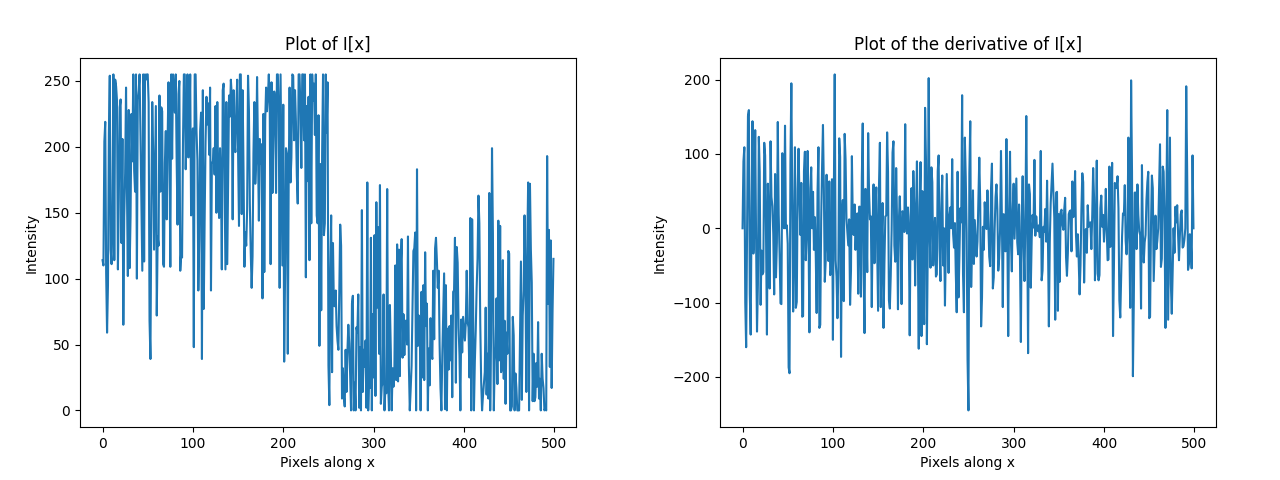 Plot of I[x]
250
200
150
100
50
0
Intensity
0 100 200 300 400 500
Pixels along x
Plot of the derivative of I[x]
200
100
0
−100
−200
Intensity
0 100 200 300 400 500
Pixels along x